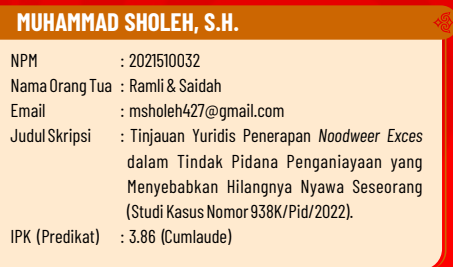 MUHAMMAD SHOLEH, S.H.
NPM : 2021510032
Nama Orang Tua : Ramli & Saidah
Email : msholeh427@gmail.com
Judul Skripsi : Tinjauan Yuridis Penerapan Noodweer Exces
dalam Tindak Pidana Penganiayaan yang
Menyebabkan Hilangnya Nyawa Seseorang
(Studi Kasus Nomor 938K/Pid/2022).
IPK (Predikat) : 3.86 (Cumlaude)